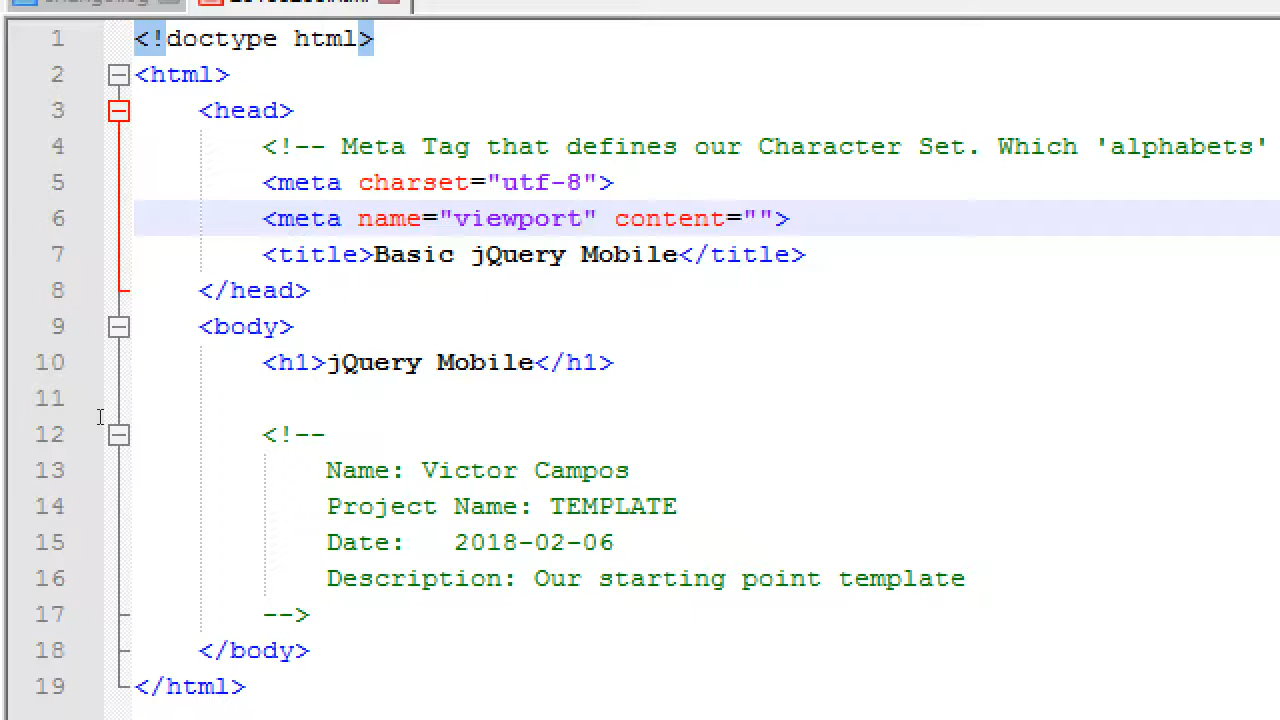 1 <!doctype html>
2 <html>
3 <head>
4 <!-- Meta Tag that defines our Character Set. Which 'alphabets'
5 <meta charset="utf-8">
6 <meta name="viewport" content="">
7 <title>Basic jQuery Mobile</title>
8 </head>
9 <body>
10 <h1>jQuery Mobile</h1>
11
12 <!--
13 Name: Victor Campos
14 Project Name: TEMPLATE
15 Date: 2018-02-06
16 Description: Our starting point template
17 -->
18 </body>
19 </html>